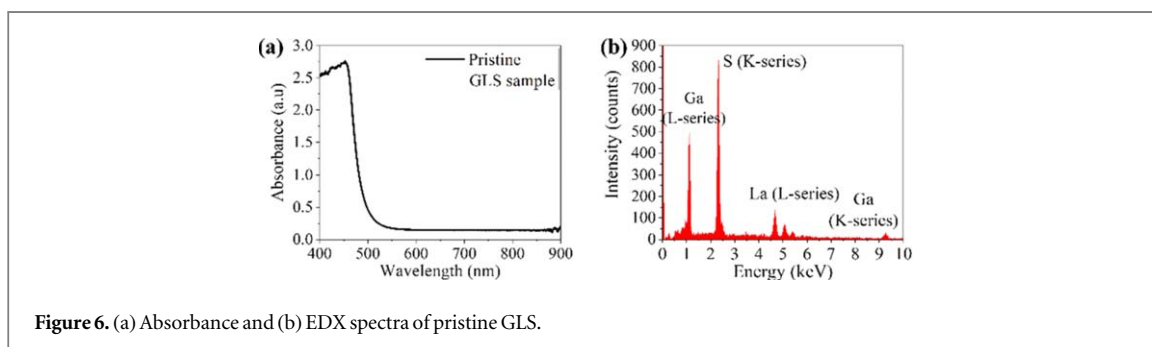 (a)
3.0
2.5
2.0
1.5
1.0
0.5
0.0
Absorbance (a.u)
Pristine
GLS sample
400 500 600 700 800 900
Wavelength (nm)
(b)
900
800
700
600
500
400
300
200
100
0
Intensity (counts)
S (K-series)
Ga
(L-series)
La (L-series)
Ga
(K-series)
0 1 2 3 4 5 6 7 8 9 10
Energy (keV)
Figure 6. (a) Absorbance and (b) EDX spectra of pristine GLS.